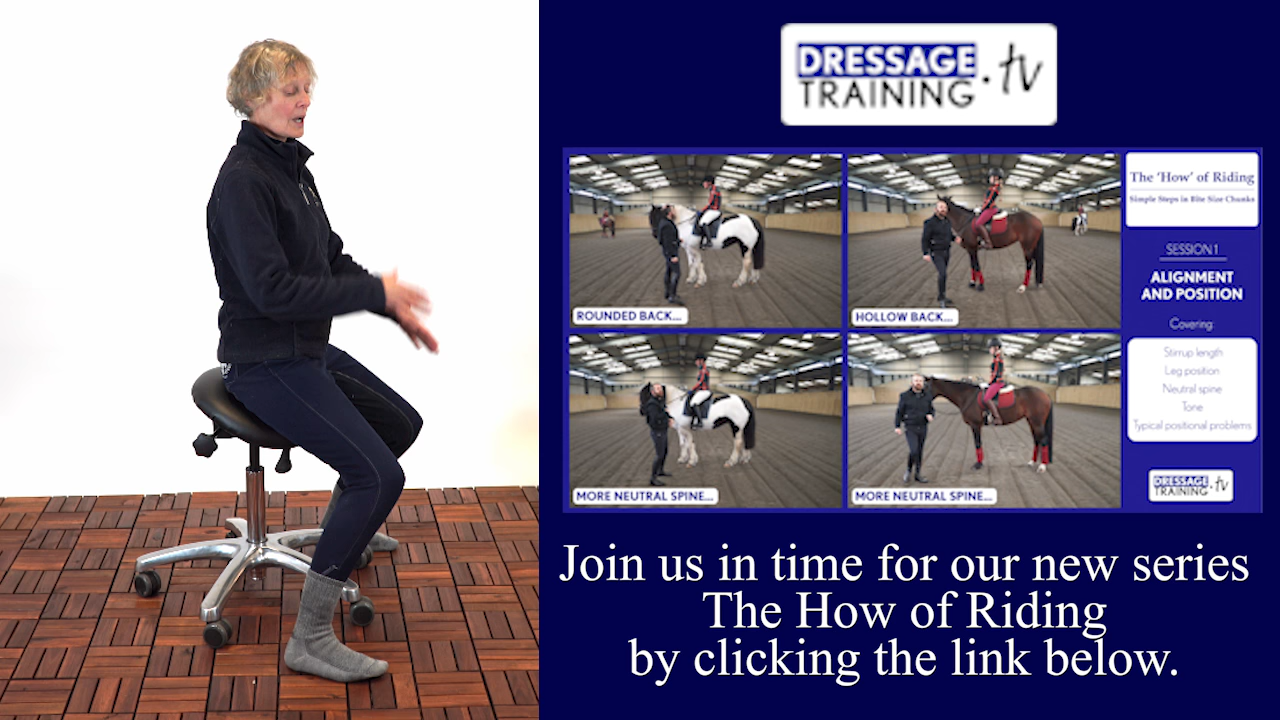 DRESSAGE
TRAINING.tv
The 'How' of Riding
Simple Steps in Bite Size Chunks
SESSION 1
ALIGNMENT
AND POSITION
Covering:
Stirrup length
Leg position
Neutral spine
Tone
Typical positional problems
DRESSAGE
TRAINING.tv
ROUNDED BACK...
HOLLOW BACK...
MORE NEUTRAL SPINE...
MORE NEUTRAL SPINE...
Join us in time for our new series
The How of Riding
by clicking the link below.